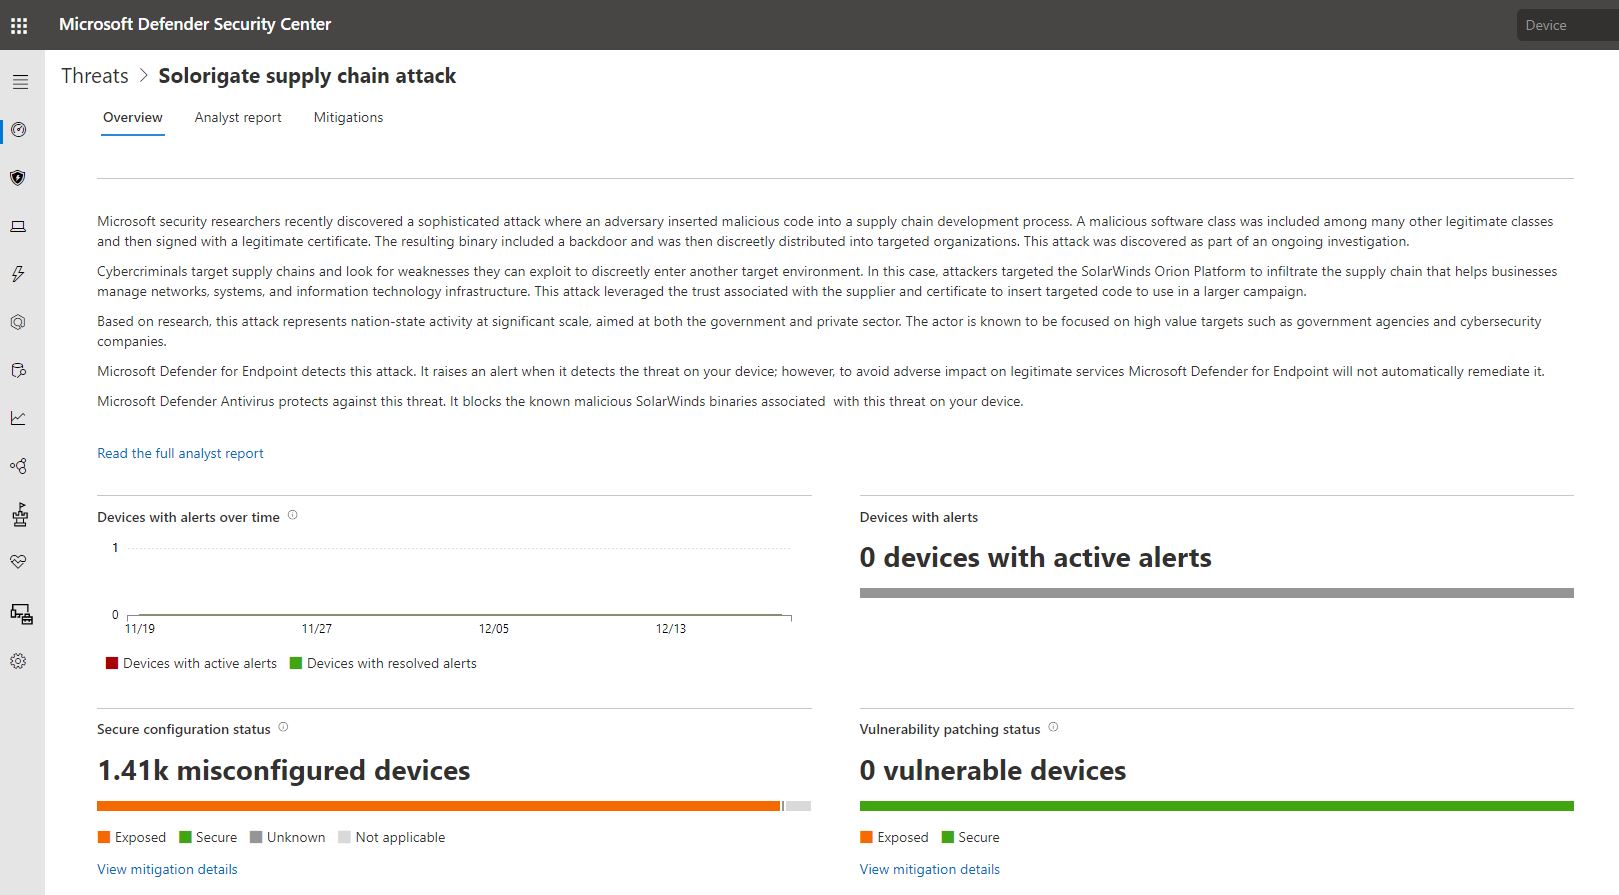 Microsoft Defender Security Center
Device
Threats > Solorigate supply chain attack
Overview Analyst report Mitigations
Microsoft security researchers recently discovered a sophisticated attack where an adversary inserted malicious code into a supply chain development process. A malicious software class was included among many other legitimate classes
and then signed with a legitimate certificate. The resulting binary included a backdoor and was then discreetly distributed into targeted organizations. This attack was discovered as part of an ongoing investigation.
Cybercriminals target supply chains and look for weaknesses they can exploit to discreetly enter another target environment. In this case, attackers targeted the SolarWinds Orion Platform to infiltrate the supply chain that helps businesses
manage networks, systems, and information technology infrastructure. This attack leveraged the trust associated with the supplier and certificate to insert targeted code to use in a larger campaign.
Based on research, this attack represents nation-state activity at significant scale, aimed at both the government and private sector. The actor is known to be focused on high value targets such as government agencies and cybersecurity
companies.
Microsoft Defender for Endpoint detects this attack. It raises an alert when it detects the threat on your device; however, to avoid adverse impact on legitimate services Microsoft Defender for Endpoint will not automatically remediate it.
Microsoft Defender Antivirus protects against this threat. It blocks the known malicious SolarWinds binaries associated  with this threat on your device.
Read the full analyst report
Devices with alerts over time
1
0
11/19 11/27 12/05 12/13
Devices with active alerts Devices with resolved alerts
Devices with alerts
0 devices with active alerts
Secure configuration status
1.41k misconfigured devices
Exposed Secure Unknown Not applicable
View mitigation details
Vulnerability patching status
0 vulnerable devices
Exposed Secure
View mitigation details